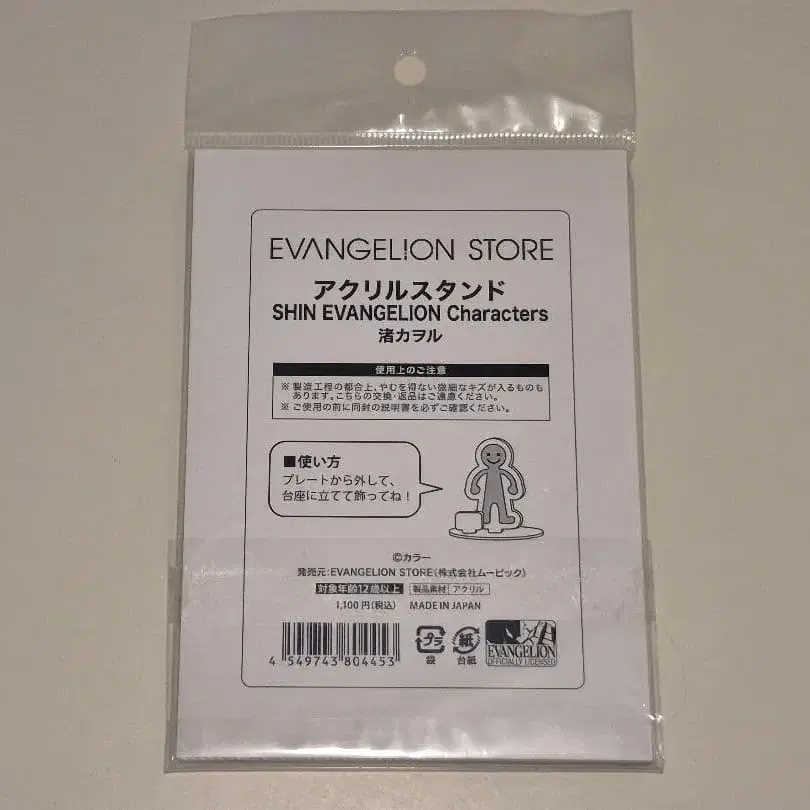 EVANGELION STORE
アクリルスタンド
SHIN EVANGELION Characters
渚カヲル
使用上のご注意
※ 製造工程の都合上、やむを得ない微細なキズが入るものも
あります。こちらの交換・返品はご遠慮ください。
※ ご使用の前に同封の説明書を必ずご確認ください。
■使い方
プレートから外して、
台座に立てて飾ってね!
©カラー
発売元:EVANGELION STORE(株式会社ムービック)
対象年齢12歳以上 製品素材 アクリル
1,100円(税込) MADE IN JAPAN
4 549743 804453
プラ 袋
紙 台紙
EVANGELION
OFFICIALLY LICENSED